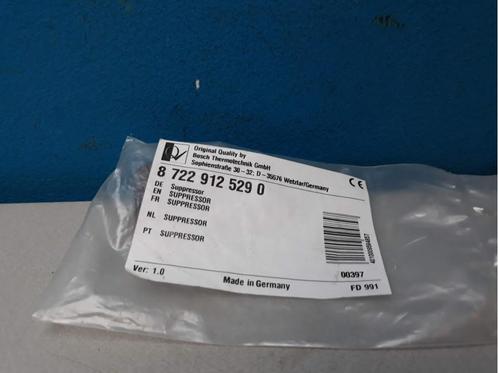 Original Quality by
Bosch Thermotechnik GmbH
Sophienstraße 30-32; D-35576 Wetzlar/Germany
8 722 912 529 0
CE
DE Suppressor
EN SUPPRESSOR
FR SUPPRESSOR
NL SUPPRESSOR
PT SUPPRESSOR
Ver: 1.0
Made in Germany
00397
FD 991